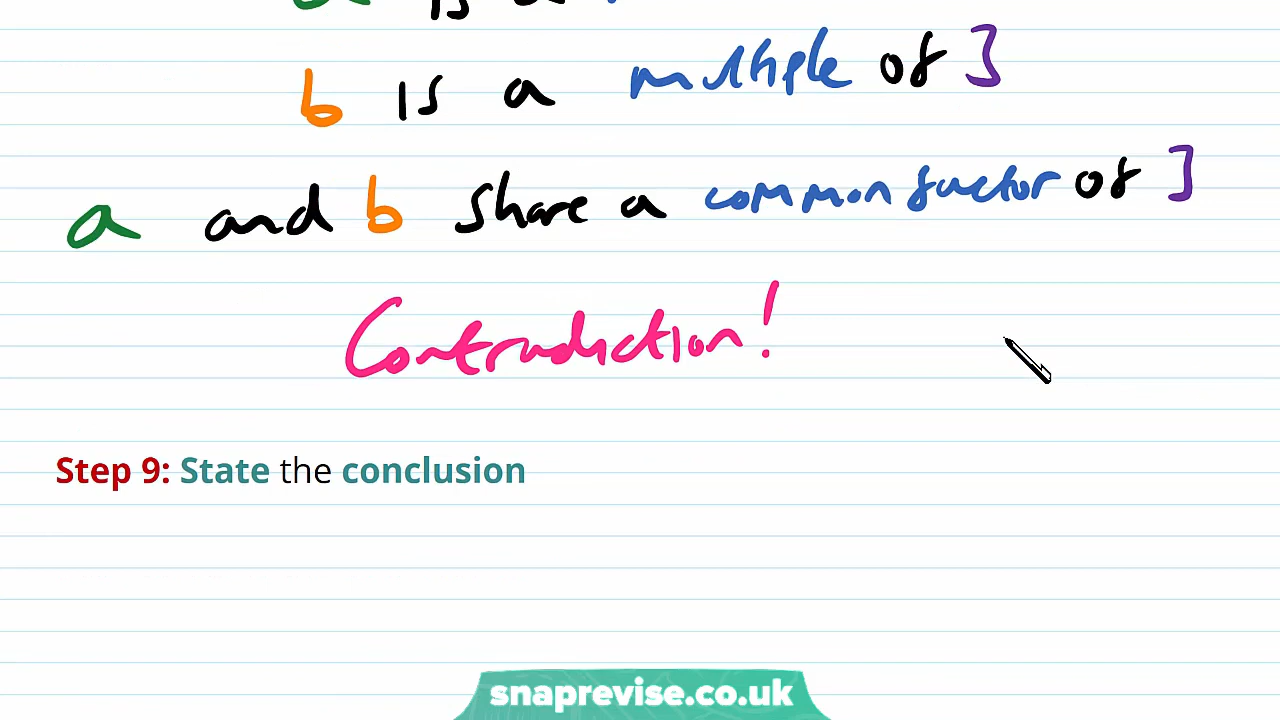 a is a
b is a multiple of 3
a and b share a common factor of 3
Contradiction!
Step 9: State the conclusion
snaprevise.co.uk